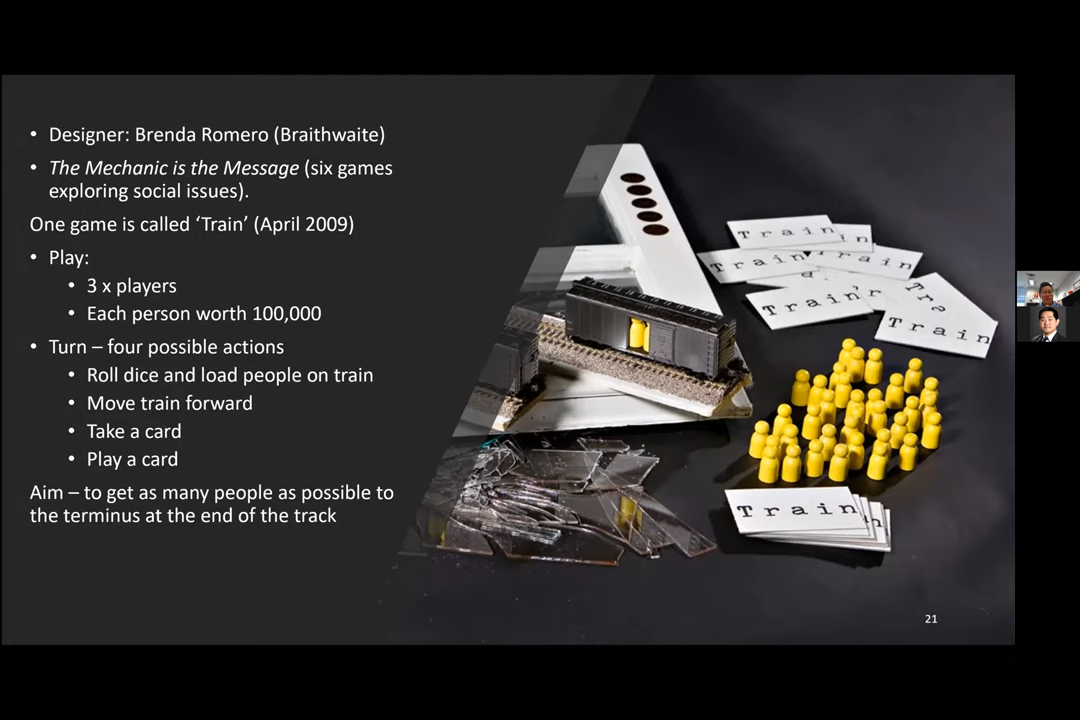 • Designer: Brenda Romero (Braithwaite)
• The Mechanic is the Message (six games
exploring social issues).
One game is called ‘Train’ (April 2009)
• Play:
• 3 x players
• Each person worth 100,000
• Turn – four possible actions
• Roll dice and load people on train
• Move train forward
• Take a card
• Play a card
Aim – to get as many people as possible to
the terminus at the end of the track
Train
in
Train
Train
Train
Train
Train
21